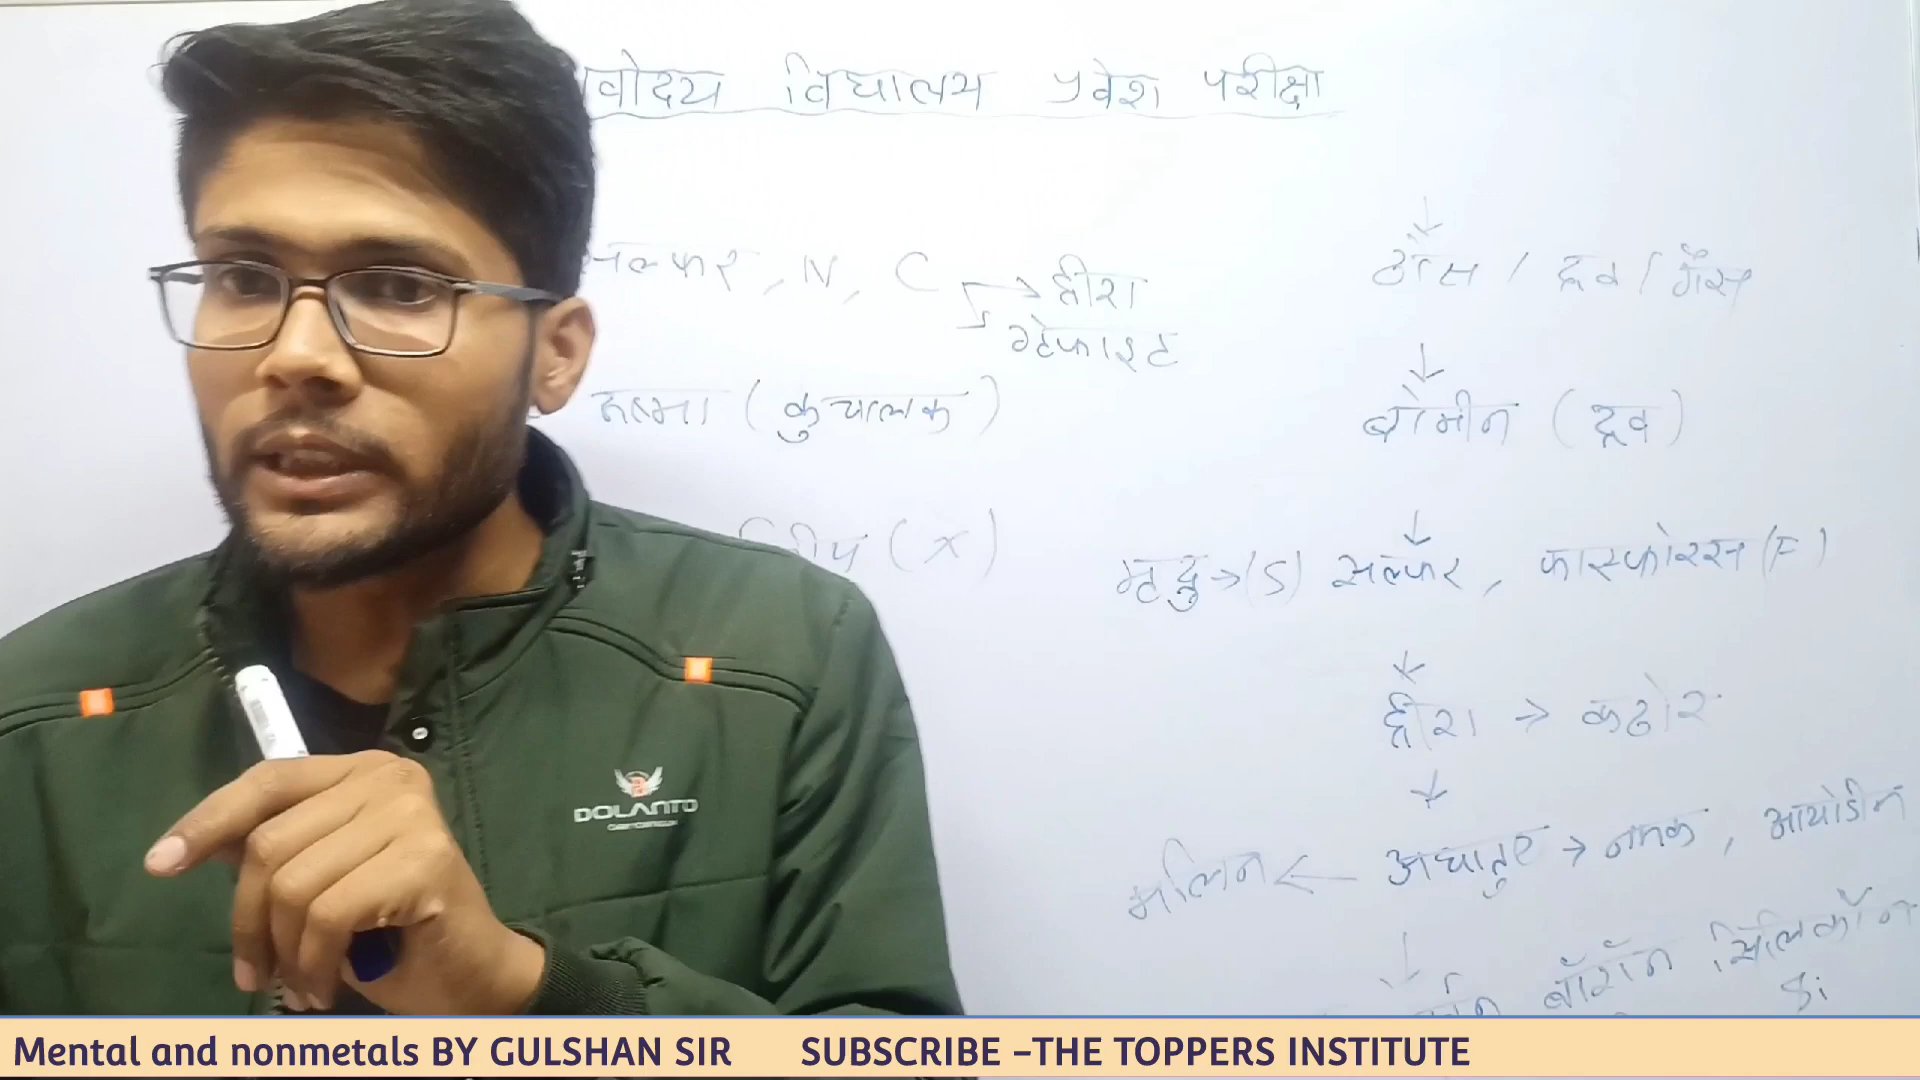 विद्यालय प्रवेश परीक्षा
N, C → हीरा
ग्रेफाइट
(कुचालक)
(x)
ठोस / द्रव / गैस
ब्रोमीन (द्रव)
मृदु → (S) सल्फर, फास्फोरस (F)
हीरा → कठोर
मलिन ← अधातुए → नमक, आयोडीन
बोरॉन सिलिकॉन
Si
DOLANTO
Mental and nonmetals BY GULSHAN SIR SUBSCRIBE –THE TOPPERS INSTITUTE